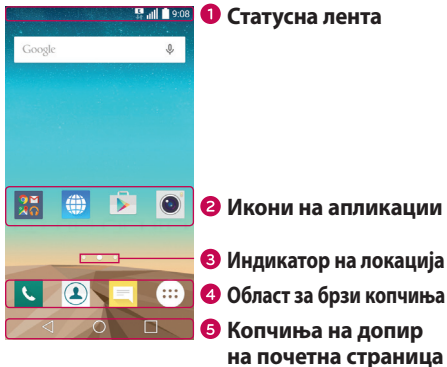 9:08
❶ Статусна лента
Google
❷ Икони на апликации
❸ Индикатор на локација
❹ Област за брзи копчиња
❺ Копчиња на допир
на почетна страница